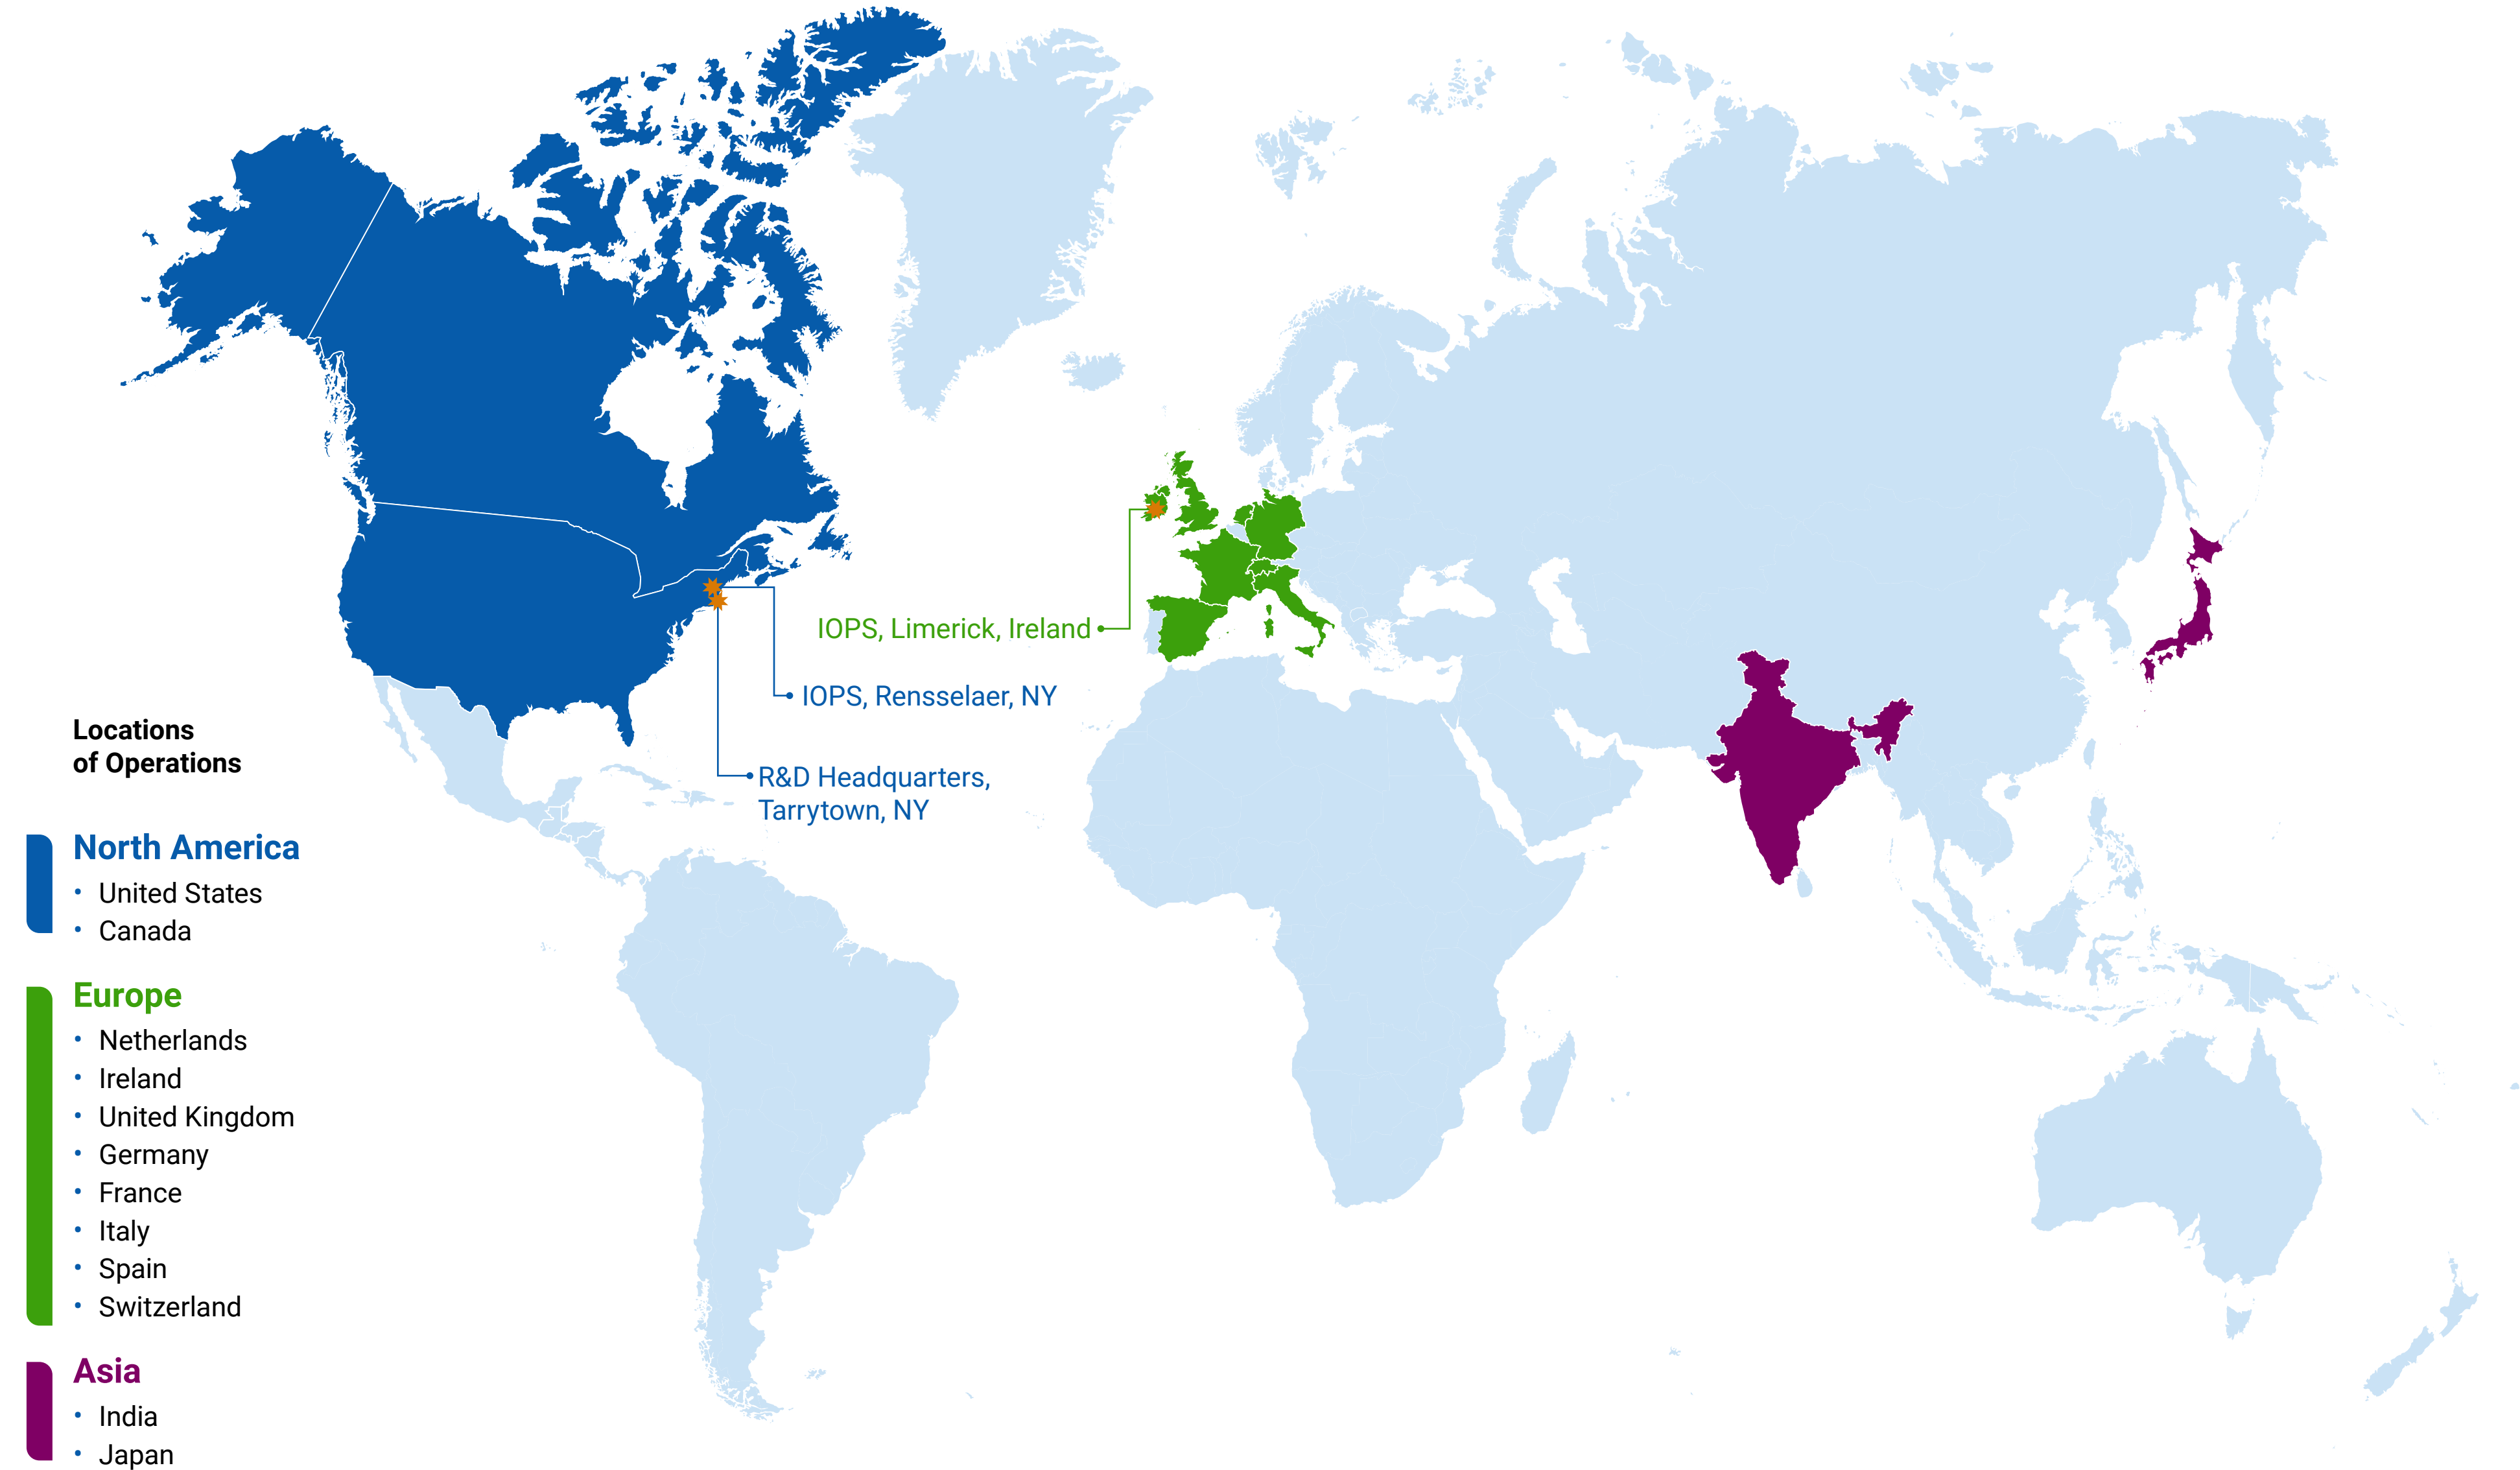 IOPS, Limerick, Ireland
IOPS, Rensselaer, NY
R&D Headquarters,
Tarrytown, NY
Locations
of Operations
North America
• United States
• Canada
Europe
• Netherlands
• Ireland
• United Kingdom
• Germany
• France
• Italy
• Spain
• Switzerland
Asia
• India
• Japan